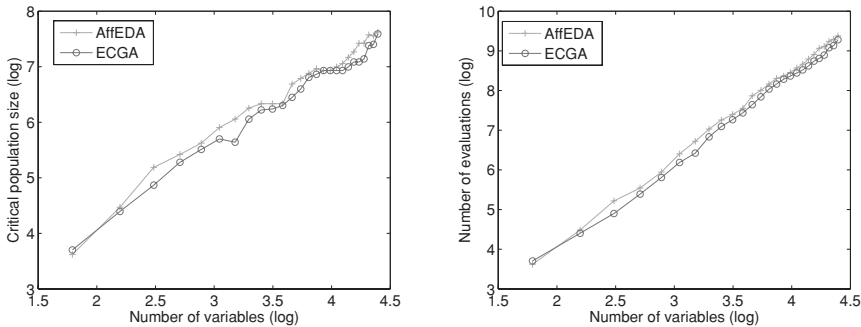 8
7
6
5
4
3
Critical population size (log)
AffEDA
ECGA
1.5 2 2.5 3 3.5 4 4.5
Number of variables (log)
10
9
8
7
6
5
4
3
Number of evaluations (log)
AffEDA
ECGA
1.5 2 2.5 3 3.5 4 4.5
Number of variables (log)